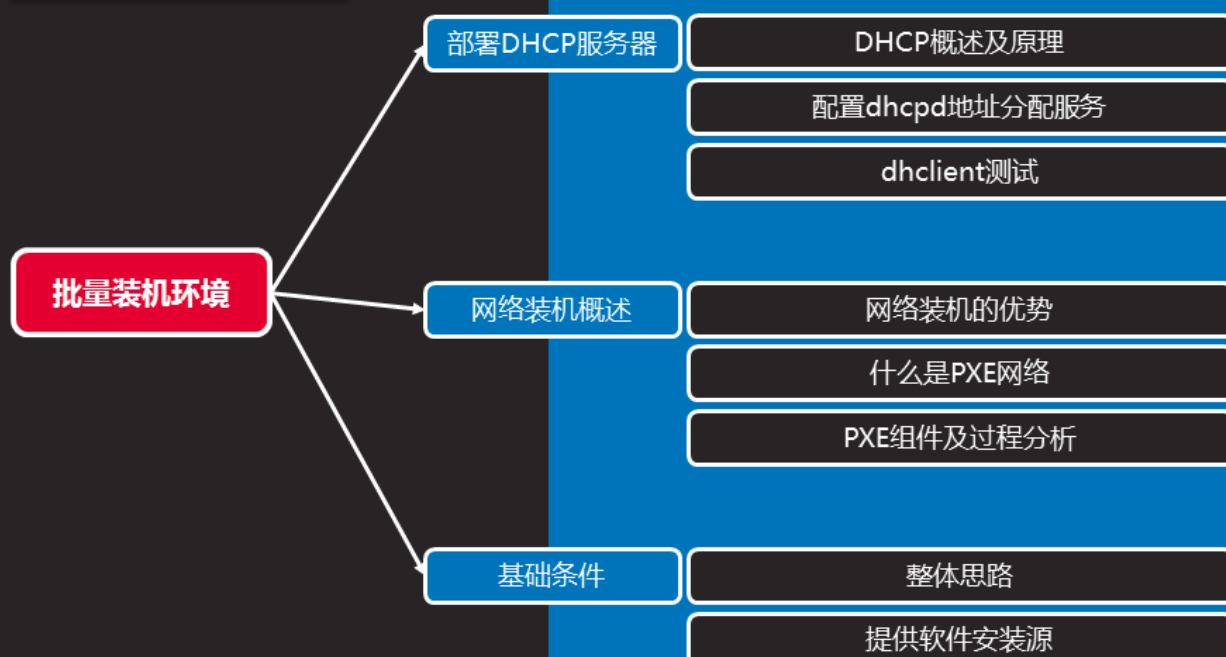 批量装机环境
部署DHCP服务器
DHCP概述及原理
配置dhcpd地址分配服务
dhclient测试
网络装机概述
网络装机的优势
什么是PXE网络
PXE组件及过程分析
基础条件
整体思路
提供软件安装源